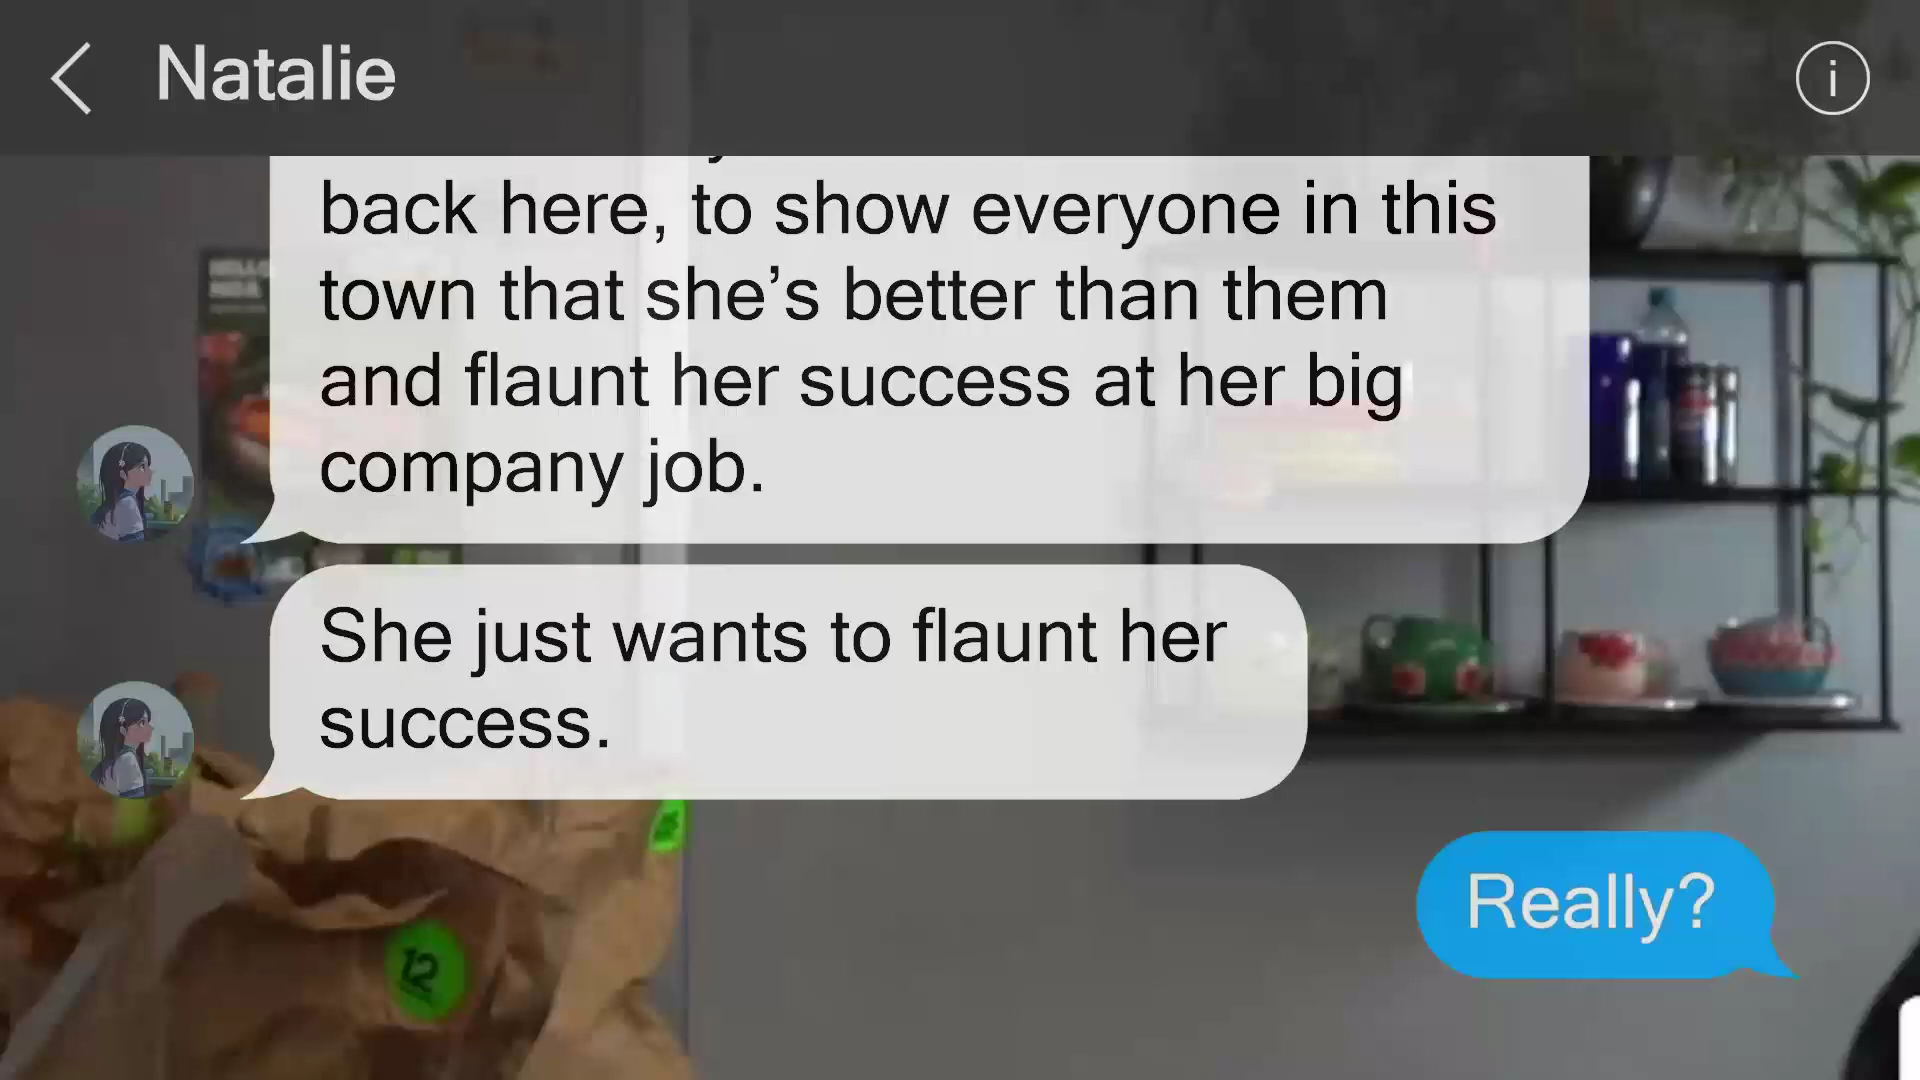 Natalie
back here, to show everyone in this
town that she’s better than them
and flaunt her success at her big
company job.
She just wants to flaunt her
success.
Really?
12